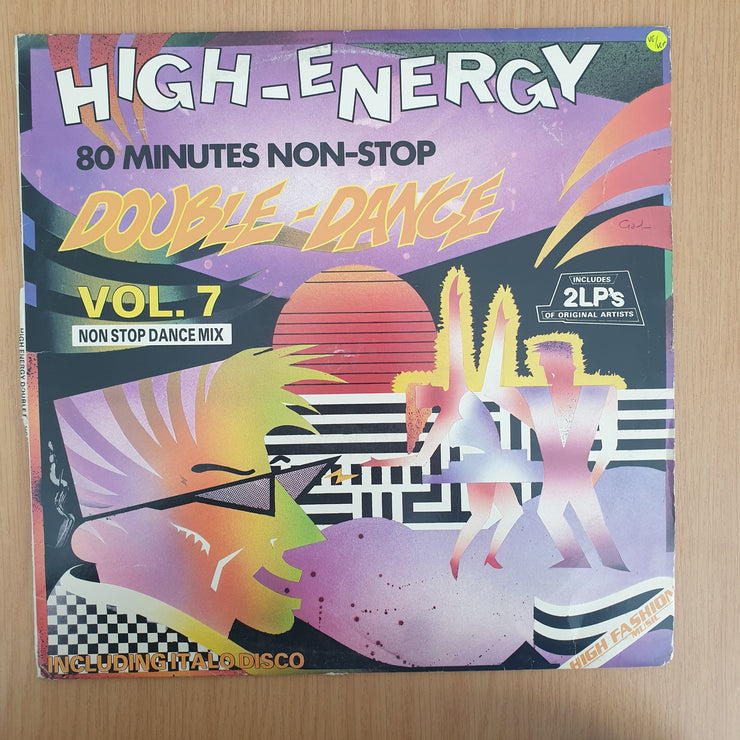 HIGH-ENERGY
80 MINUTES NON-STOP
DOUBLE-DANCE
VOL. 7
NON STOP DANCE MIX
INCLUDES
2LP's
OF ORIGINAL ARTISTS
INCLUDING ITALO DISCO
HIGH FASHION
MUSIC